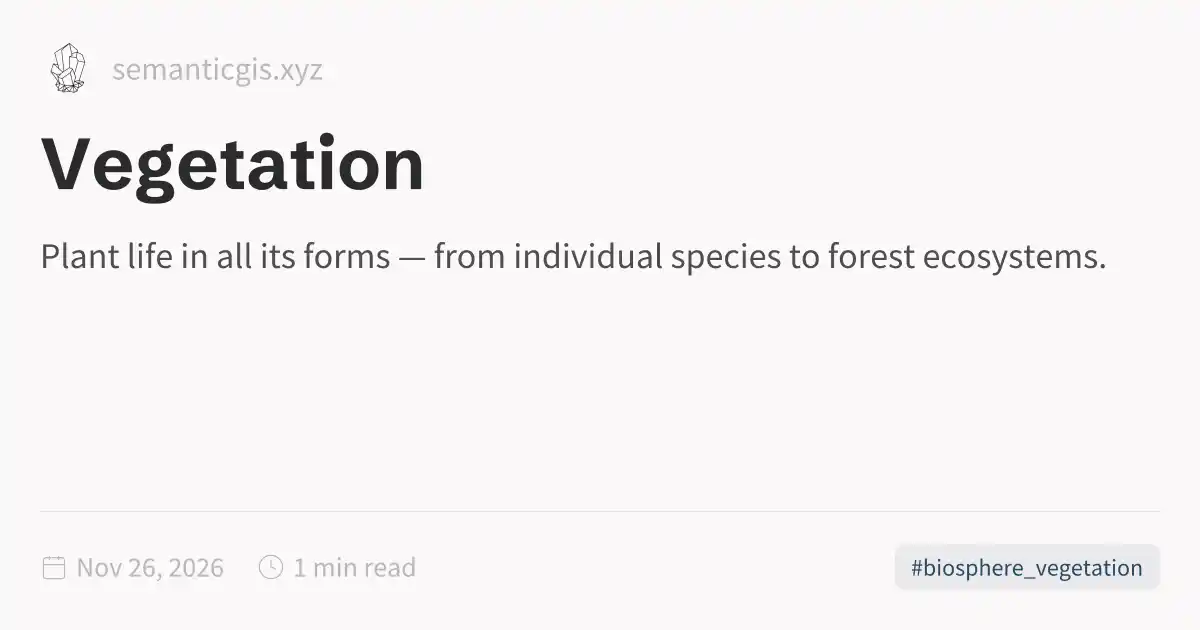 semanticgis.xyz
Vegetation
Plant life in all its forms — from individual species to forest ecosystems.
Nov 26, 2026 1 min read
#biosphere_vegetation